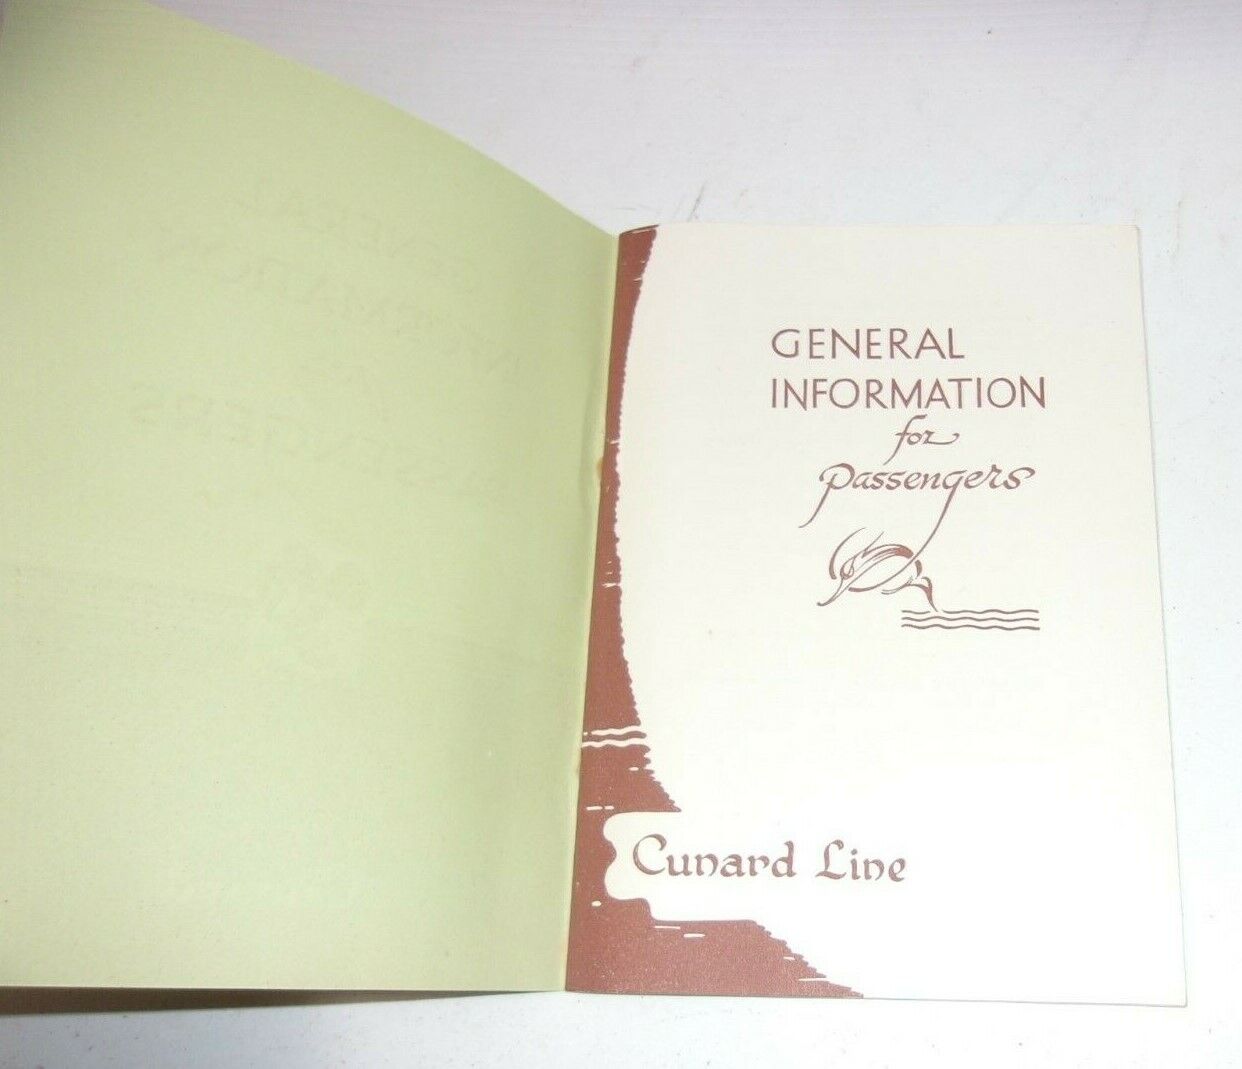 GENERAL
INFORMATION
for
passengers
Cunard Line